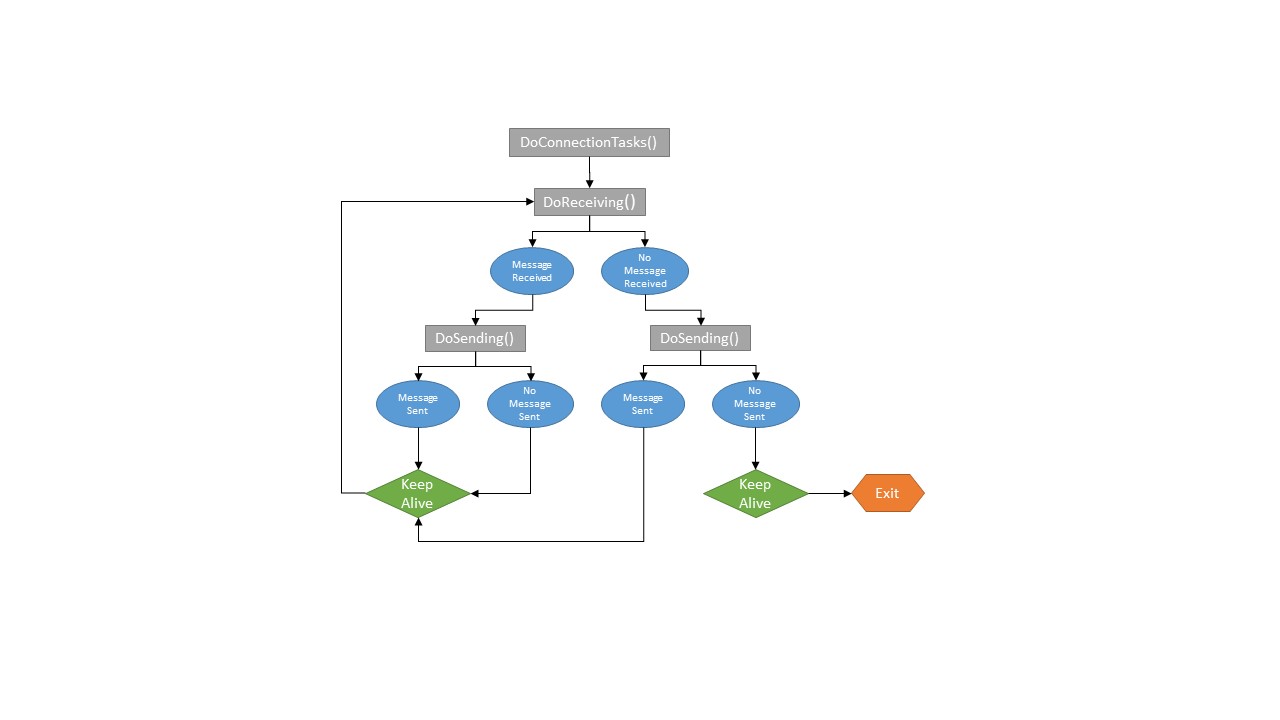 DoConnectionTasks()
DoReceiving()
Message
Received
No
Message
Received
DoSending()
DoSending()
Message
Sent
No
Message
Sent
Message
Sent
No
Message
Sent
Keep
Alive
Keep
Alive
Exit